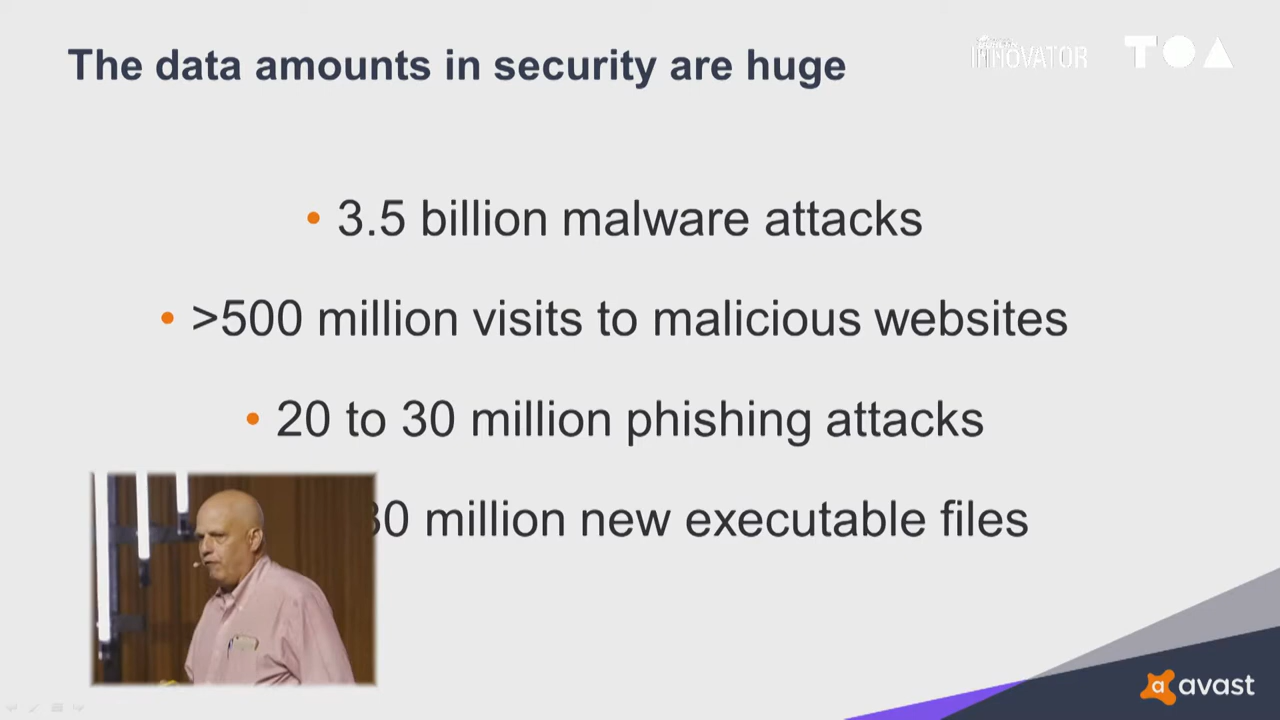 The data amounts in security are huge
INNOVATOR TOA
• 3.5 billion malware attacks
• >500 million visits to malicious websites
• 20 to 30 million phishing attacks
million new executable files
avast